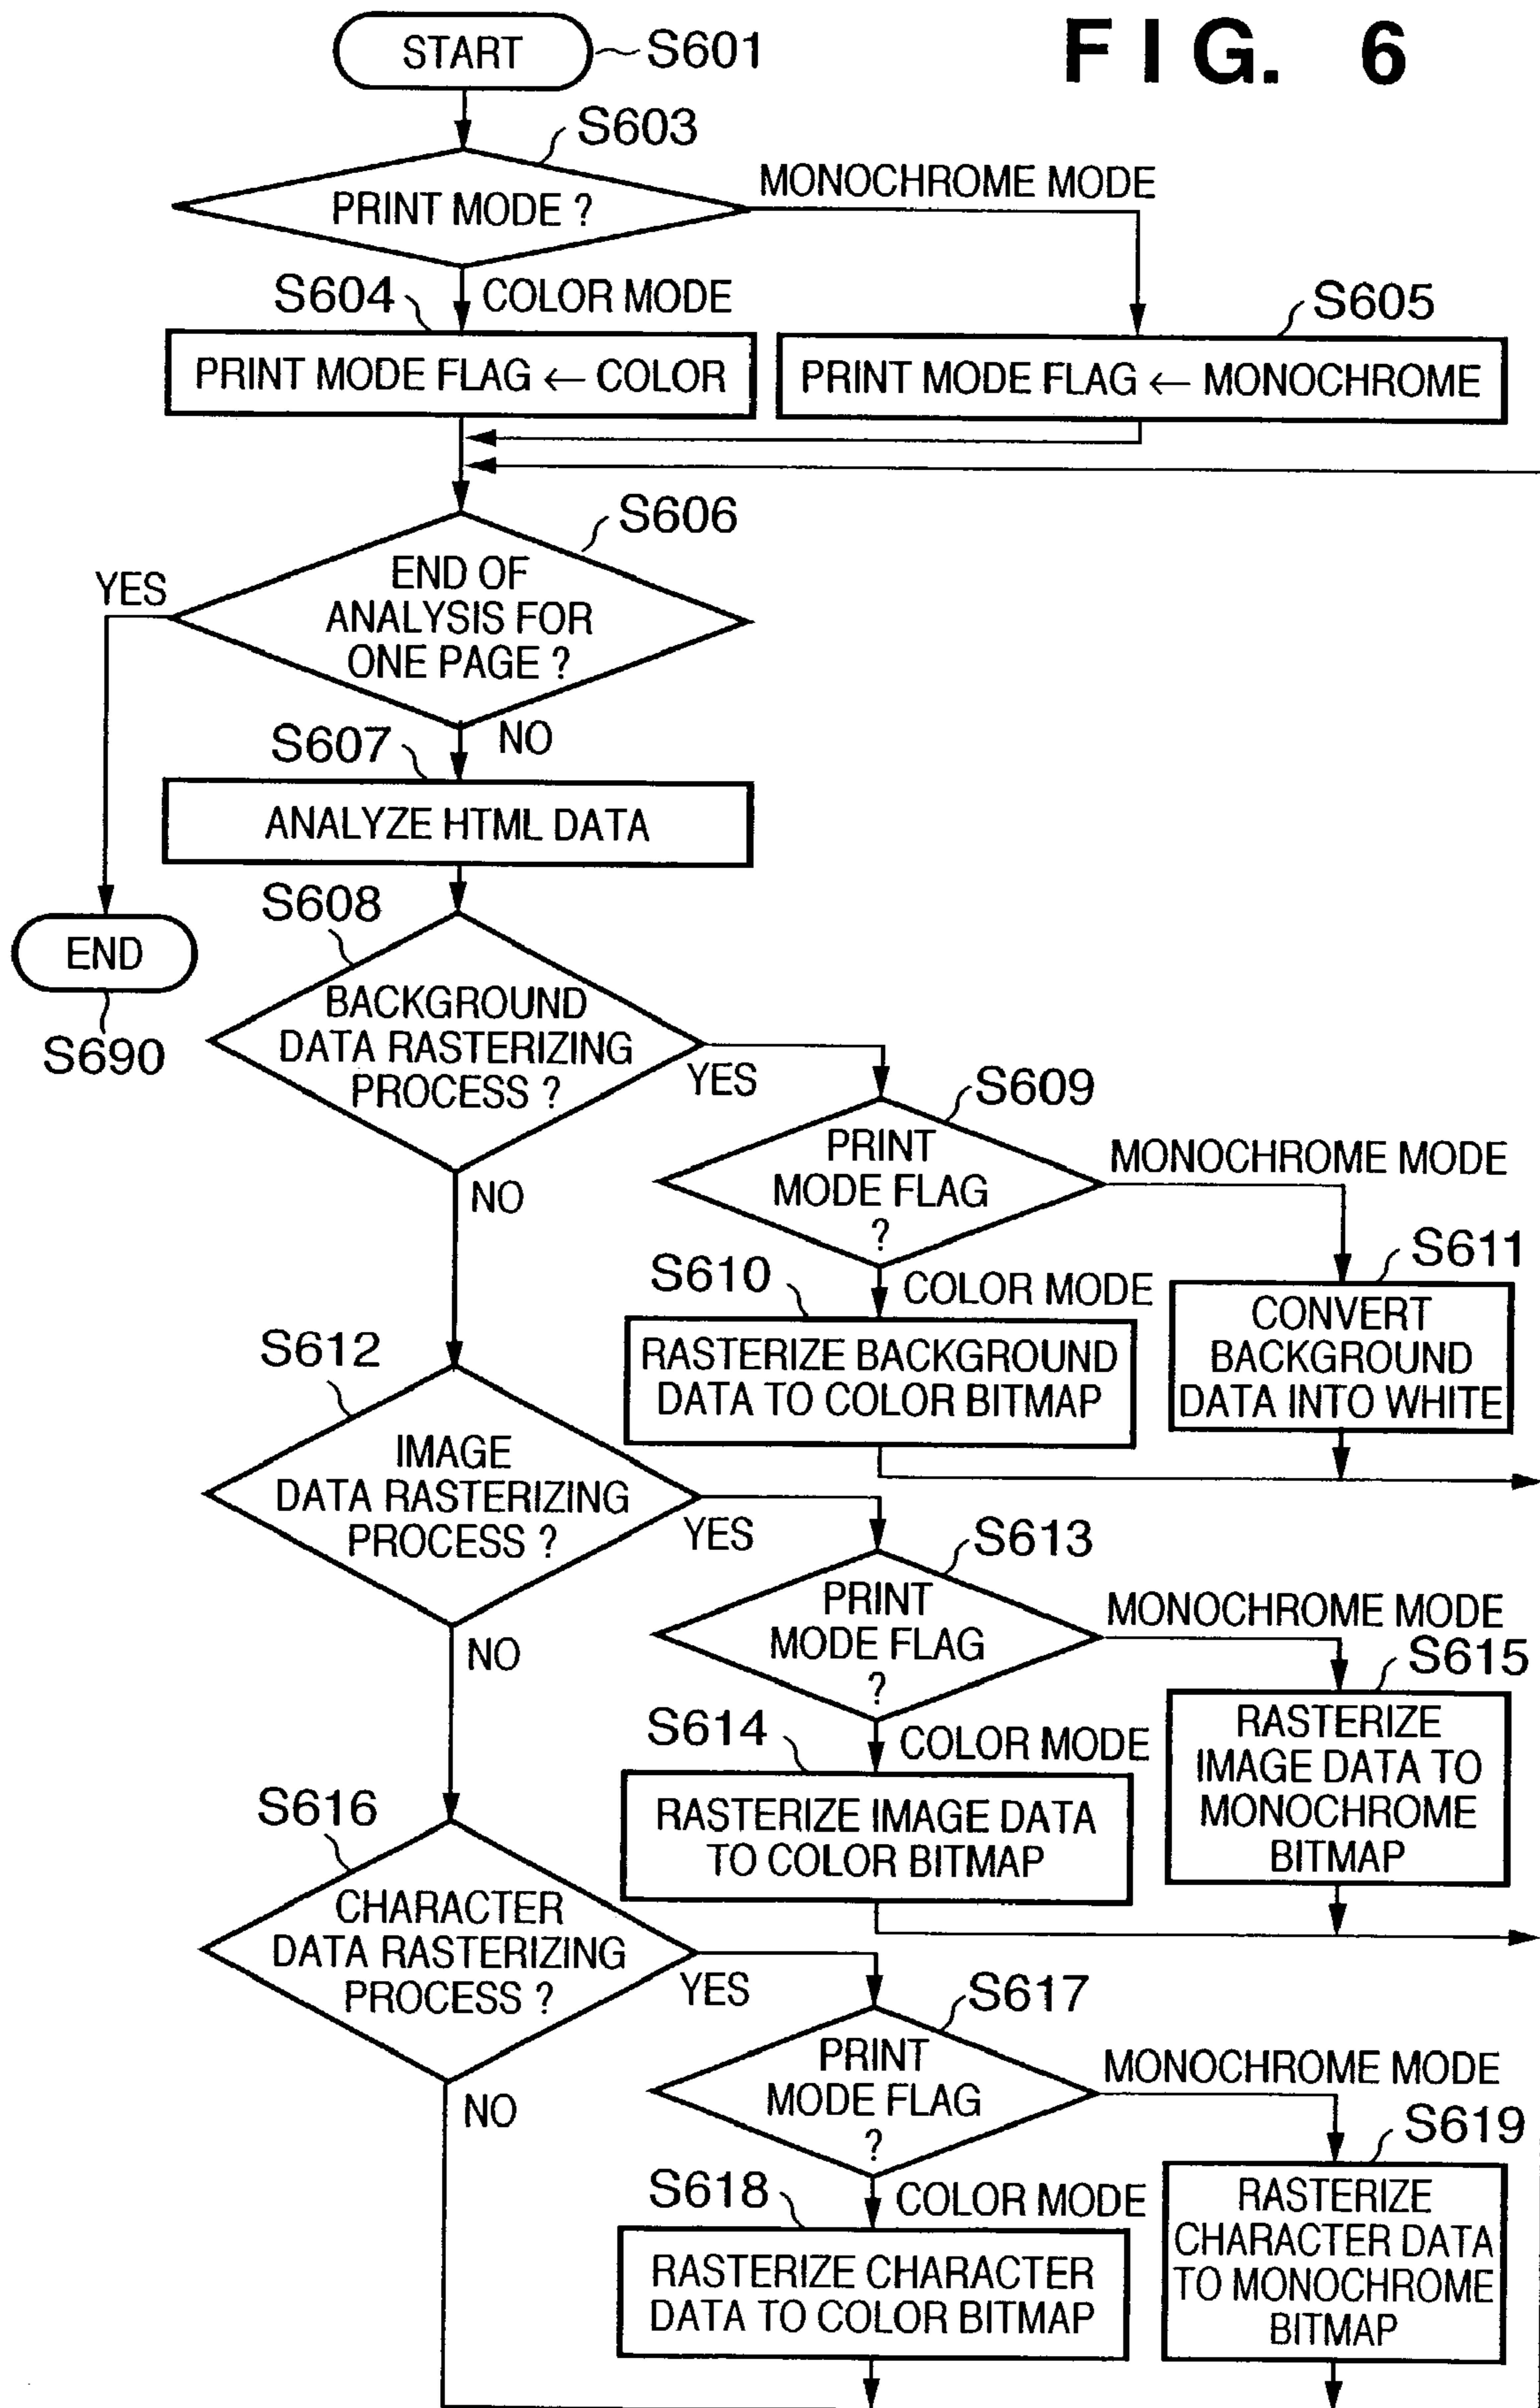 FIG. 6
START
S601
S603
PRINT MODE ?
MONOCHROME MODE
S604
COLOR MODE
S605
PRINT MODE FLAG ← COLOR
PRINT MODE FLAG ← MONOCHROME
S606
YES
END OF
ANALYSIS FOR
ONE PAGE ?
S607
NO
ANALYZE HTML DATA
S608
END
S690
BACKGROUND
DATA RASTERIZING
PROCESS ?
YES
S609
NO
PRINT
MODE FLAG
?
MONOCHROME MODE
S610
COLOR MODE
S611
RASTERIZE BACKGROUND
DATA TO COLOR BITMAP
CONVERT
BACKGROUND
DATA INTO WHITE
S612
IMAGE
DATA RASTERIZING
PROCESS ?
YES
S613
NO
PRINT
MODE FLAG
?
MONOCHROME MODE
S614
COLOR MODE
S615
RASTERIZE IMAGE DATA
TO COLOR BITMAP
RASTERIZE
IMAGE DATA TO
MONOCHROME
BITMAP
S616
CHARACTER
DATA RASTERIZING
PROCESS ?
YES
S617
NO
PRINT
MODE FLAG
?
MONOCHROME MODE
S618
COLOR MODE
S619
RASTERIZE CHARACTER
DATA TO COLOR BITMAP
RASTERIZE
CHARACTER DATA
TO MONOCHROME
BITMAP